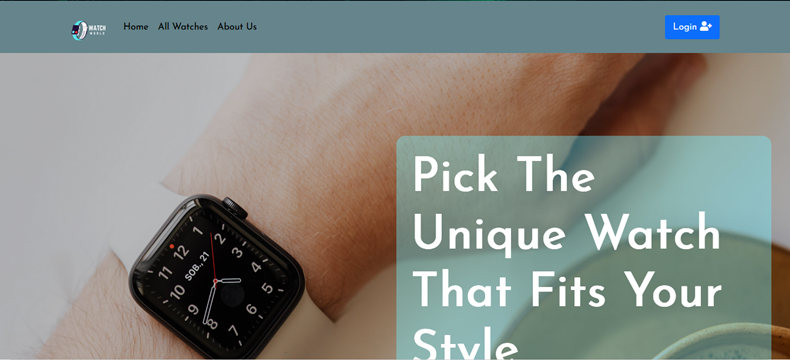 WATCH
WORLD
Home
All Watches
About Us
Login
Pick The
Unique Watch
That Fits Your
Style
SOB., 21
12
1
2
3
4
5
6
7
8
9
10
11